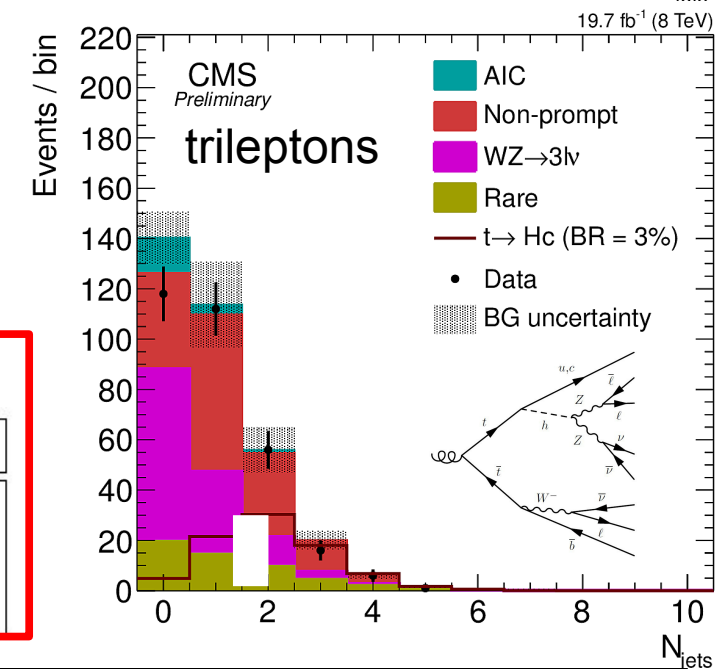 19.7 fb⁻¹ (8 TeV)
Events / bin
220
200
180
160
140
120
100
80
60
40
20
0
CMS
Preliminary
trileptons
AIC
Non-prompt
WZ→3lν
Rare
t→ Hc (BR = 3%)
Data
BG uncertainty
u,c
t
h
Z
Z
ℓ̅
ℓ
ν
ν̅
t̅
W⁻
ν̅
ℓ
b̅
0 2 4 6 8 10
N_jets